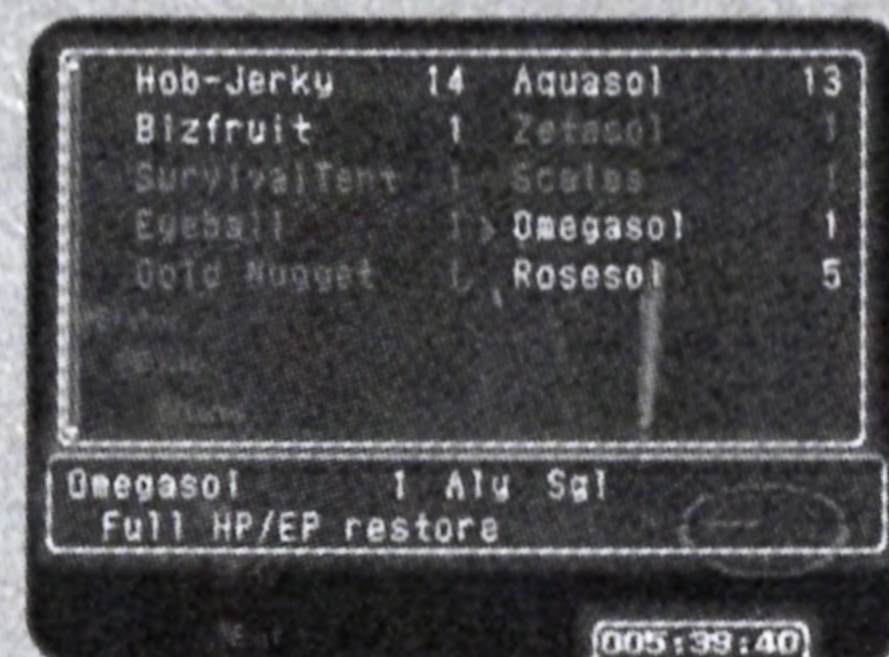 Hob-Jerky 14 Aquasol 13
Bizfruit 1 Zetasol 1
SurvivalTent 1 Scales 1
Eyeball 1 Omegasol 1
Gold Nugget 1 Rosesol 5
Omegasol 1 Aly Sgl
Full HP/EP restore
005:39:40